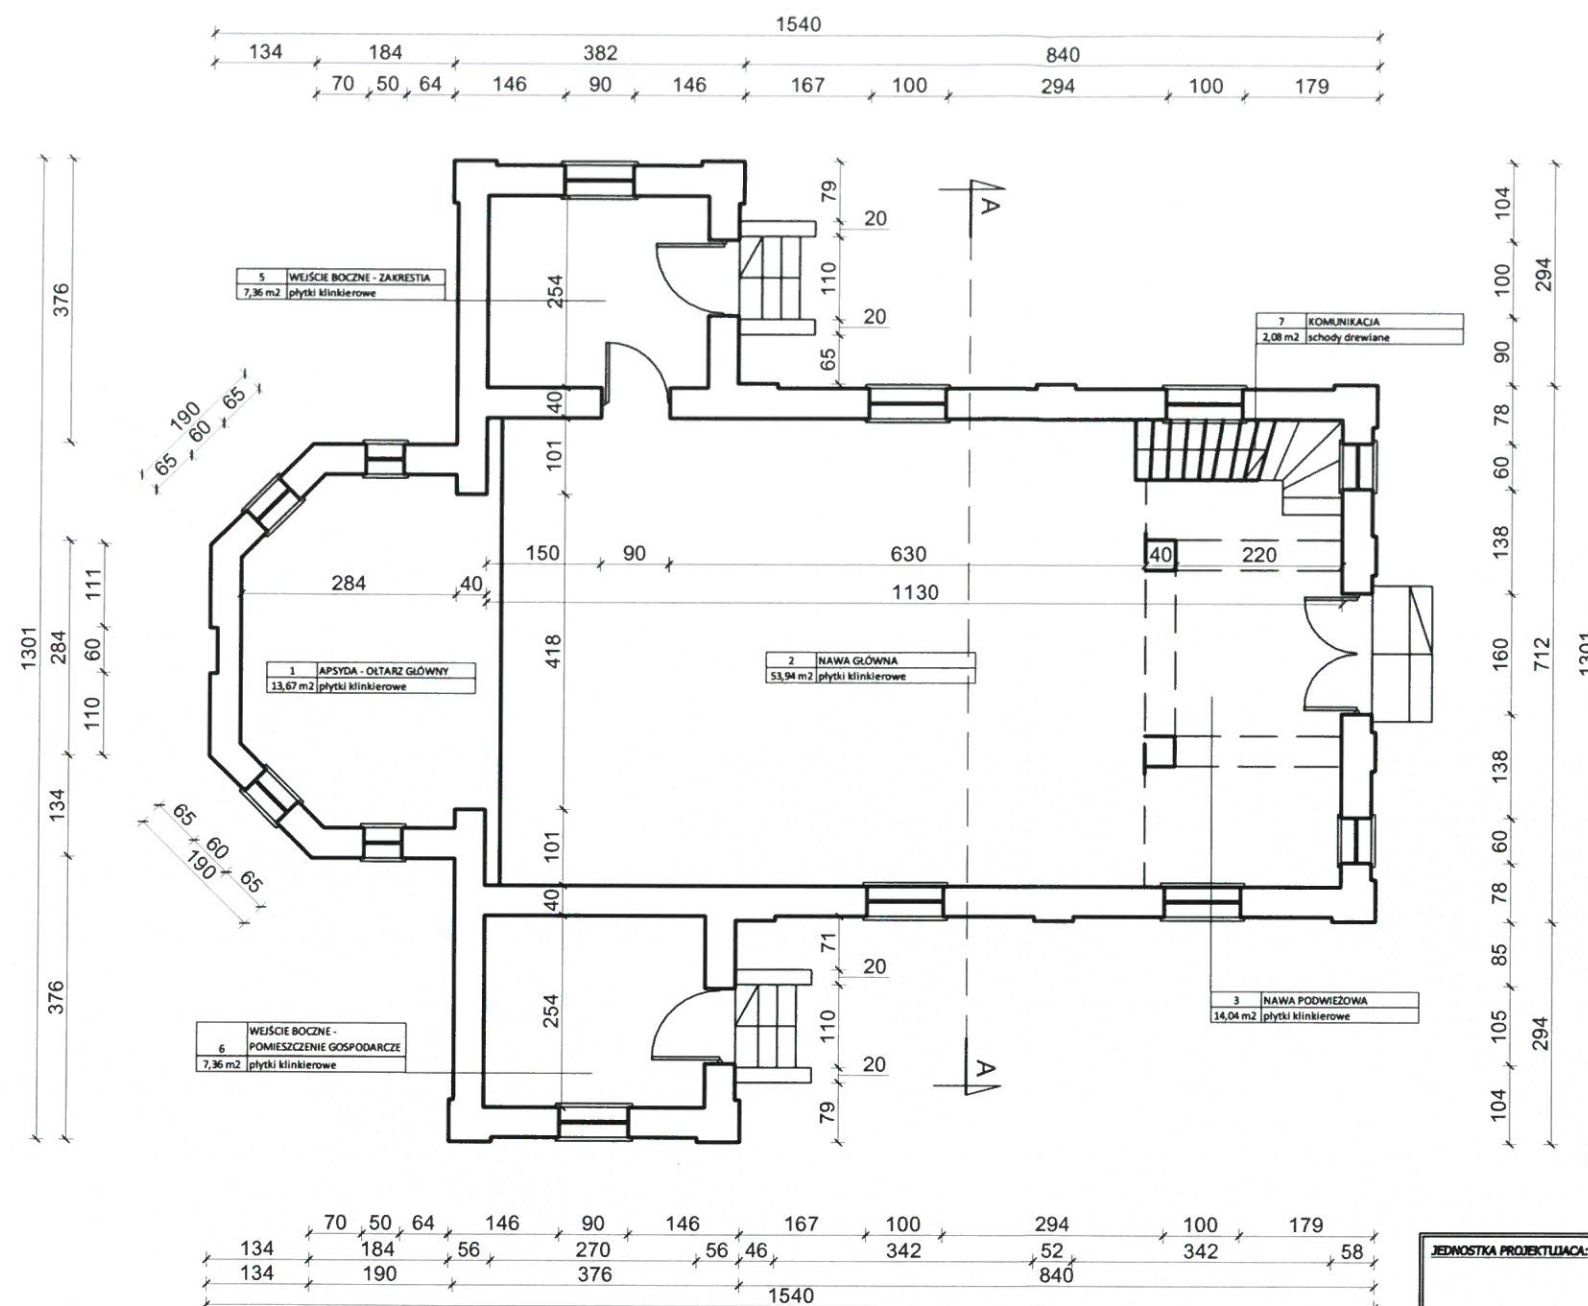 1540
134 184 382 840
70 50 64 146 90 146 167 100 294 100 179
A
79
20
110
20
65
104
100
90
294
376
5 WEJŚCIE BOCZNE - ZAKRESTIA
7,36 m2 płytki klinkierowe
254
7 KOMUNIKACJA
2,08 m2 schody drewiane
190
65 60 65
40
101
78
60
138
150 90 630 40 220
284 40 1130
1301
284
111
60
110
418
160
712
1301
1 APSYDA - OŁTARZ GŁÓWNY
13,67 m2 płytki klinkierowe
2 NAWA GŁÓWNA
53,94 m2 płytki klinkierowe
134
65 60 65
190
101
40
138
60
78
71
20
110
20
79
85
105
104
294
3 NAWA PODWIEŻOWA
14,04 m2 płytki klinkierowe
376
254
WEJŚCIE BOCZNE -
6 POMIESZCZENIE GOSPODARCZE
7,36 m2 płytki klinkierowe
A
70 50 64 146 90 146 167 100 294 100 179
134 184 56 270 56 46 342 52 342 58
134 190 376 840
1540
JEDNOSTKA PROJEKTUJACA: